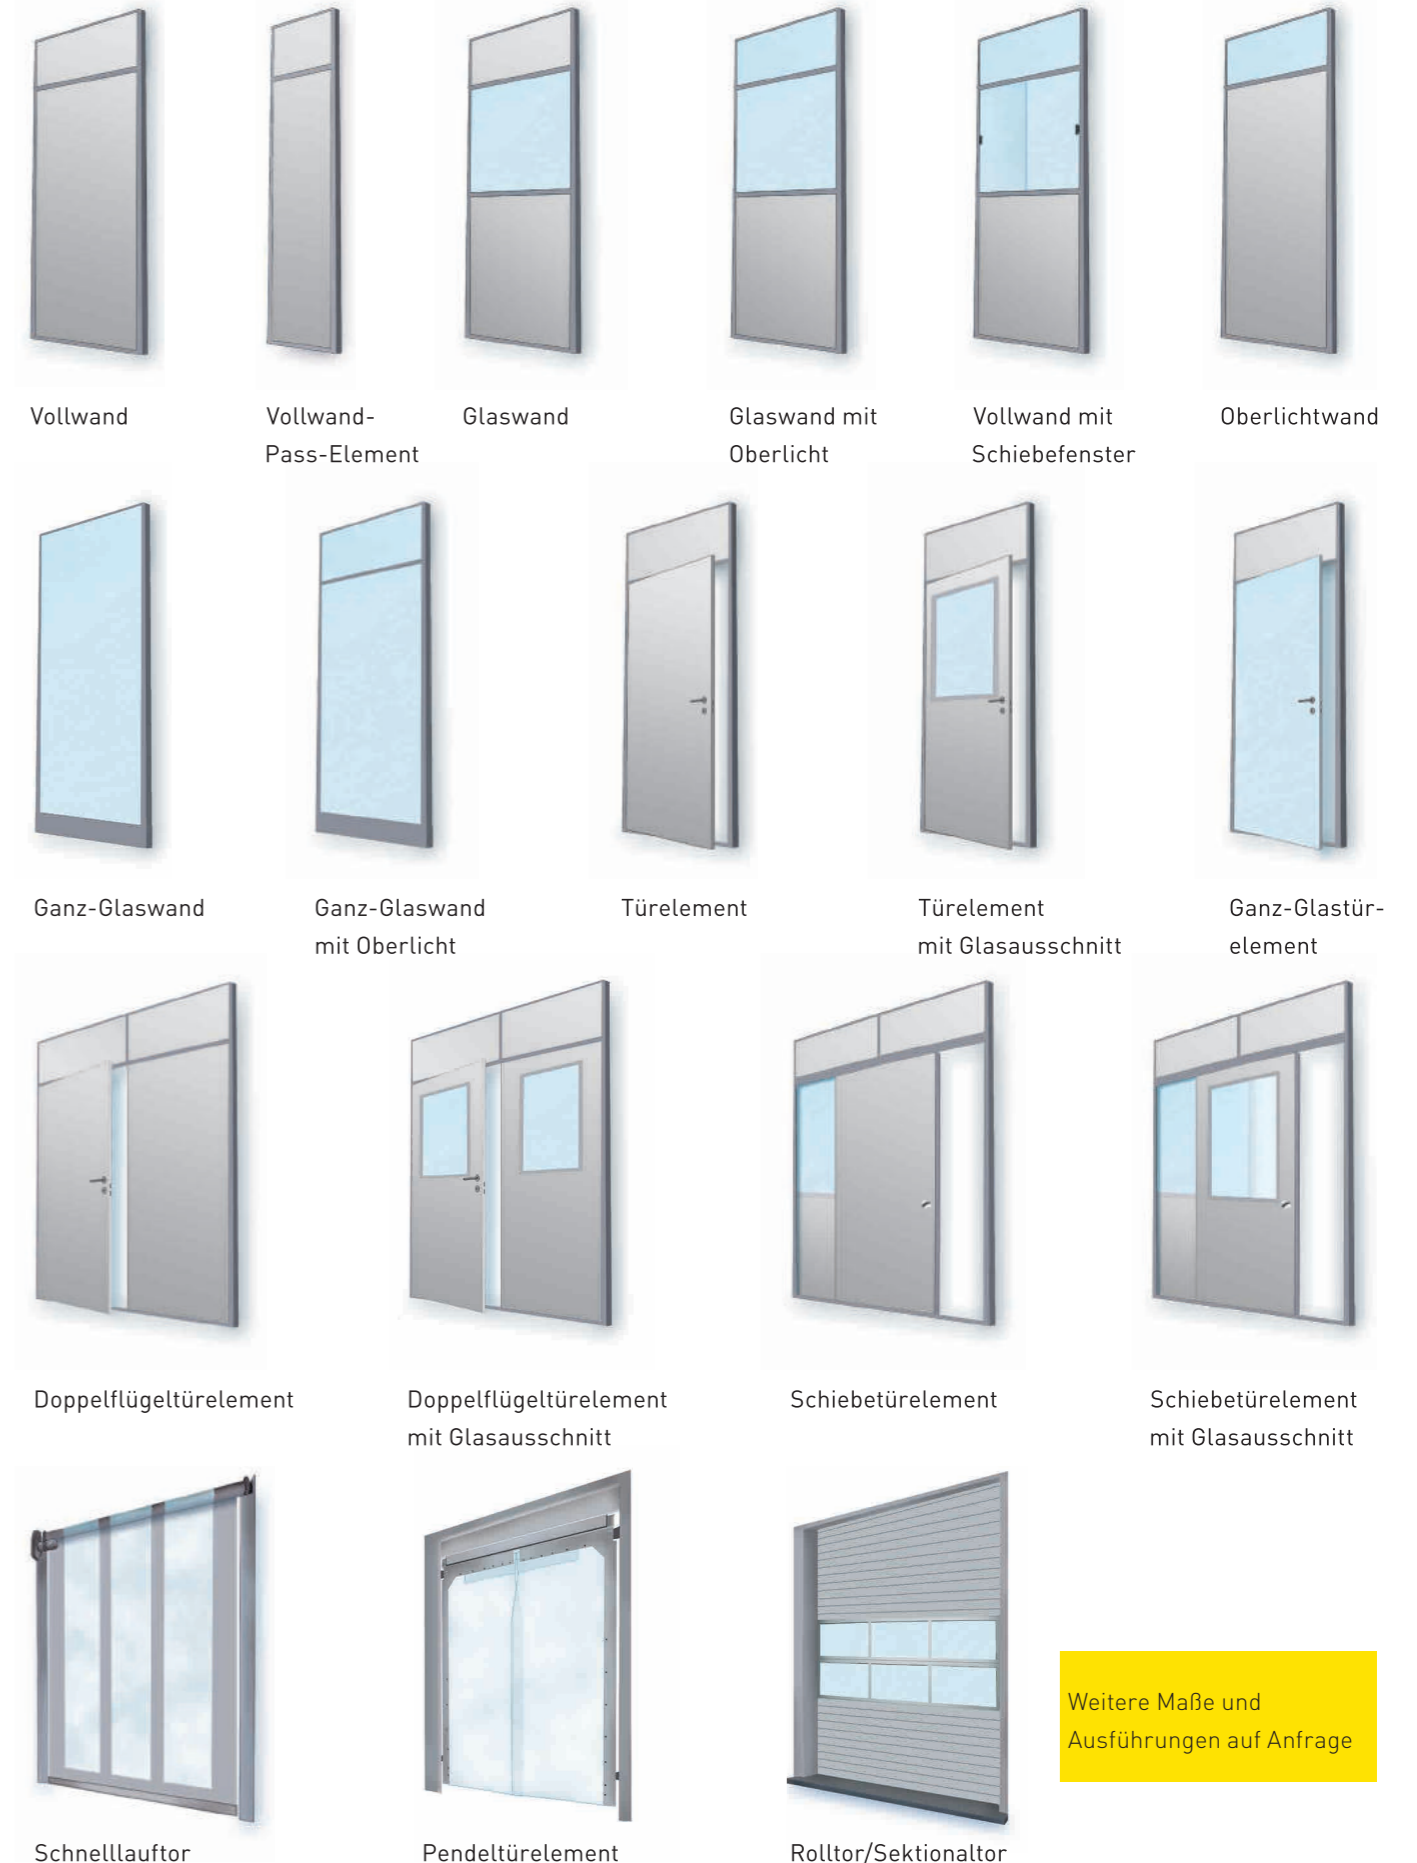 Vollwand
Vollwand-
Pass-Element
Glaswand
Glaswand mit
Oberlicht
Vollwand mit
Schiebefenster
Oberlichtwand
Ganz-Glaswand
Ganz-Glaswand
mit Oberlicht
Türelement
Türelement
mit Glasausschnitt
Ganz-Glastür-
element
Doppelflügeltürelement
Doppelflügeltürelement
mit Glasausschnitt
Schiebetürelement
Schiebetürelement
mit Glasausschnitt
Weitere Maße und
Ausführungen auf Anfrage
Schnelllauftor
Pendeltürelement
Rolltor/Sektionaltor